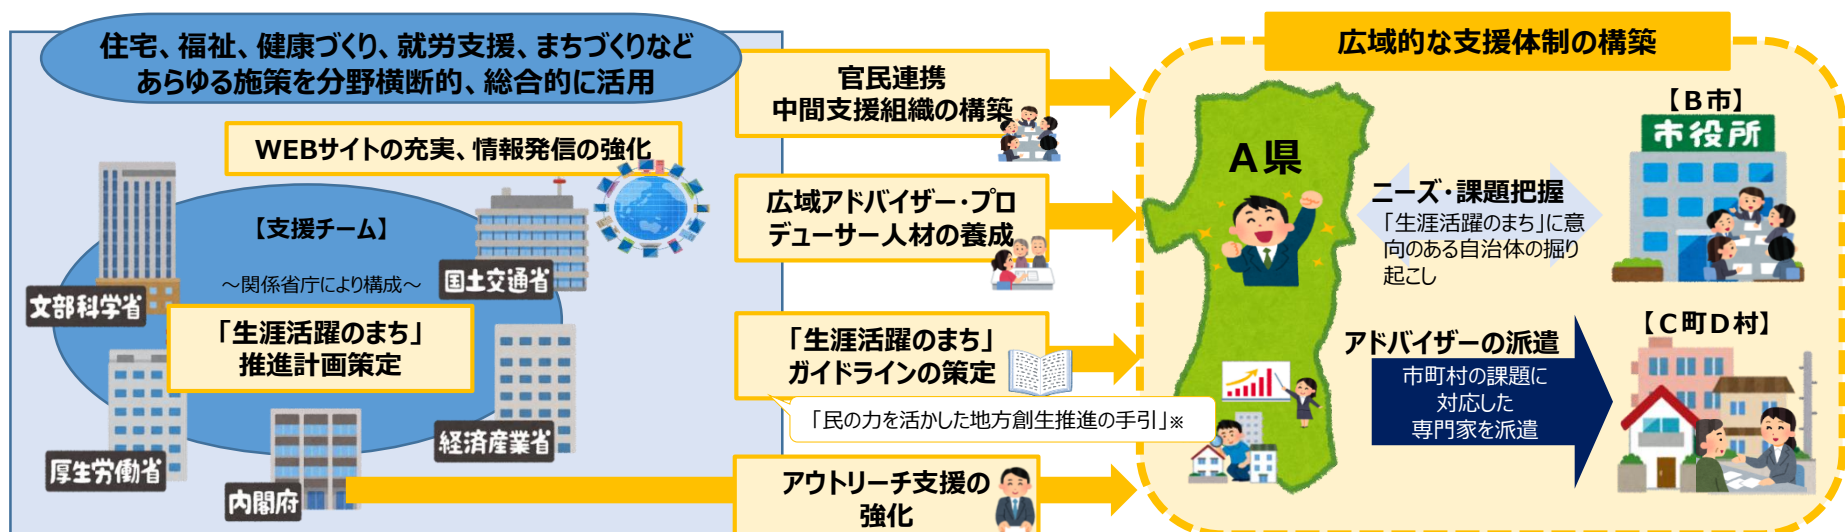 住宅、福祉、健康づくり、就労支援、まちづくりなど
あらゆる施策を分野横断的、総合的に活用
WEBサイトの充実、情報発信の強化
【支援チーム】
～関係省庁により構成～
文部科学省
国土交通省
「生涯活躍のまち」
推進計画策定
厚生労働省
経済産業省
内閣府
官民連携
中間支援組織の構築
広域アドバイザー・プロ
デューサー人材の養成
「生涯活躍のまち」
ガイドラインの策定
「民の力を活かした地方創生推進の手引」※
アウトリーチ支援の
強化
広域的な支援体制の構築
A県
【B市】
市役所
ニーズ・課題把握
「生涯活躍のまち」に意
向のある自治体の掘り
起こし
【C町D村】
アドバイザーの派遣
市町村の課題に
対応した
専門家を派遣